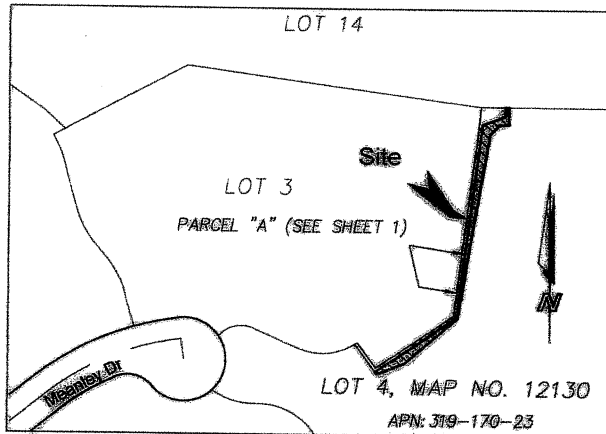 LOT 14
Site
LOT 3
PARCEL "A" (SEE SHEET 1)
N
Meanley Dr
LOT 4, MAP NO. 12130
APN: 319-170-23